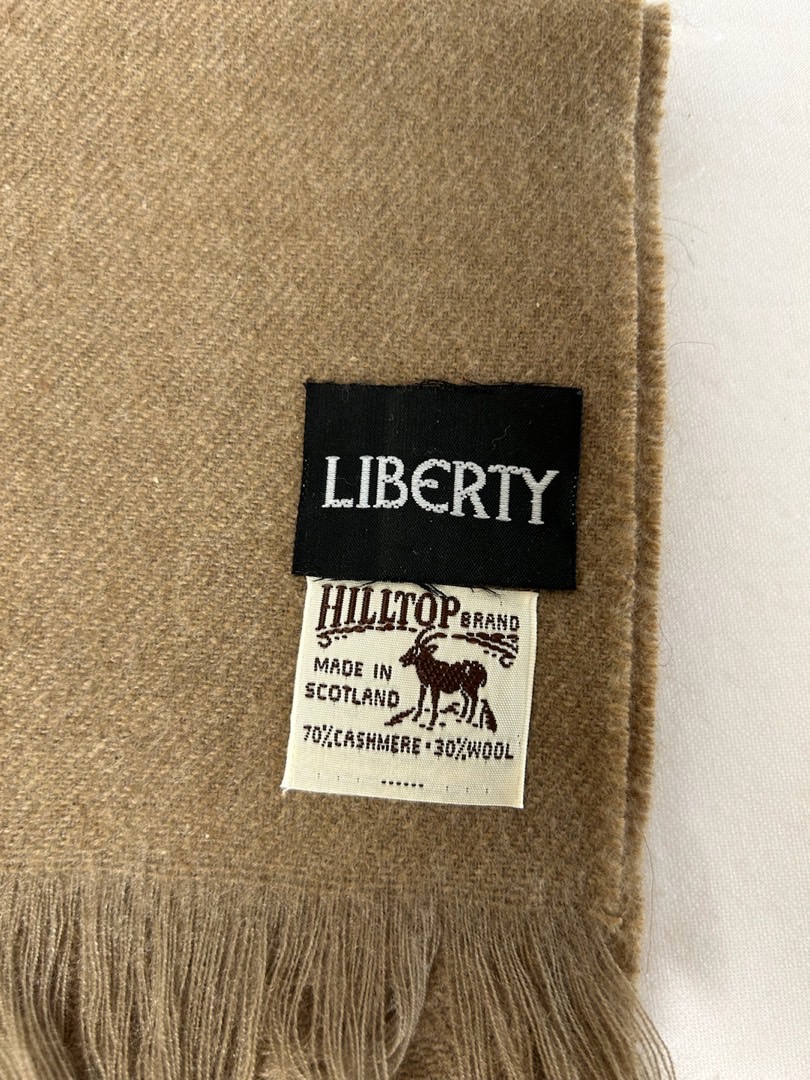 LIBERTY
HILLTOP BRAND
MADE IN
SCOTLAND
70% CASHMERE · 30% WOOL